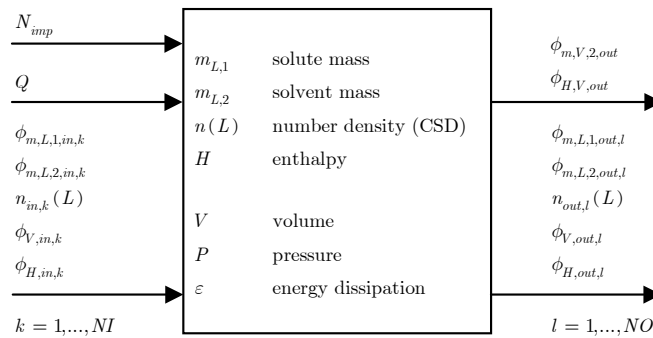 N_imp
Q
ϕ_m,L,1,in,k
ϕ_m,L,2,in,k
n_in,k(L)
ϕ_V,in,k
ϕ_H,in,k
k = 1,...,NI
m_L,1 solute mass
m_L,2 solvent mass
n(L) number density (CSD)
H enthalpy
V volume
P pressure
ε energy dissipation
ϕ_m,V,2,out
ϕ_H,V,out
ϕ_m,L,1,out,l
ϕ_m,L,2,out,l
n_out,l(L)
ϕ_V,out,l
ϕ_H,out,l
l = 1,...,NO